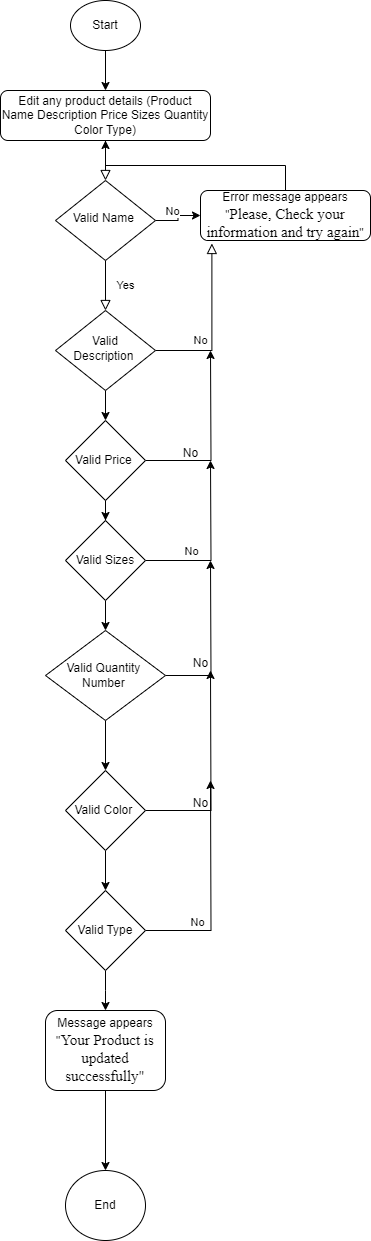 Start
Edit any product details (Product
Name Description Price Sizes Quantity
Color Type)
Valid Name
No
Error message appears
"Please, Check your
information and try again"
Yes
Valid
Description
No
Valid Price
No
Valid Sizes
No
Valid Quantity
Number
No
Valid Color
No
Valid Type
No
Message appears
"Your Product is
updated
successfully"
End